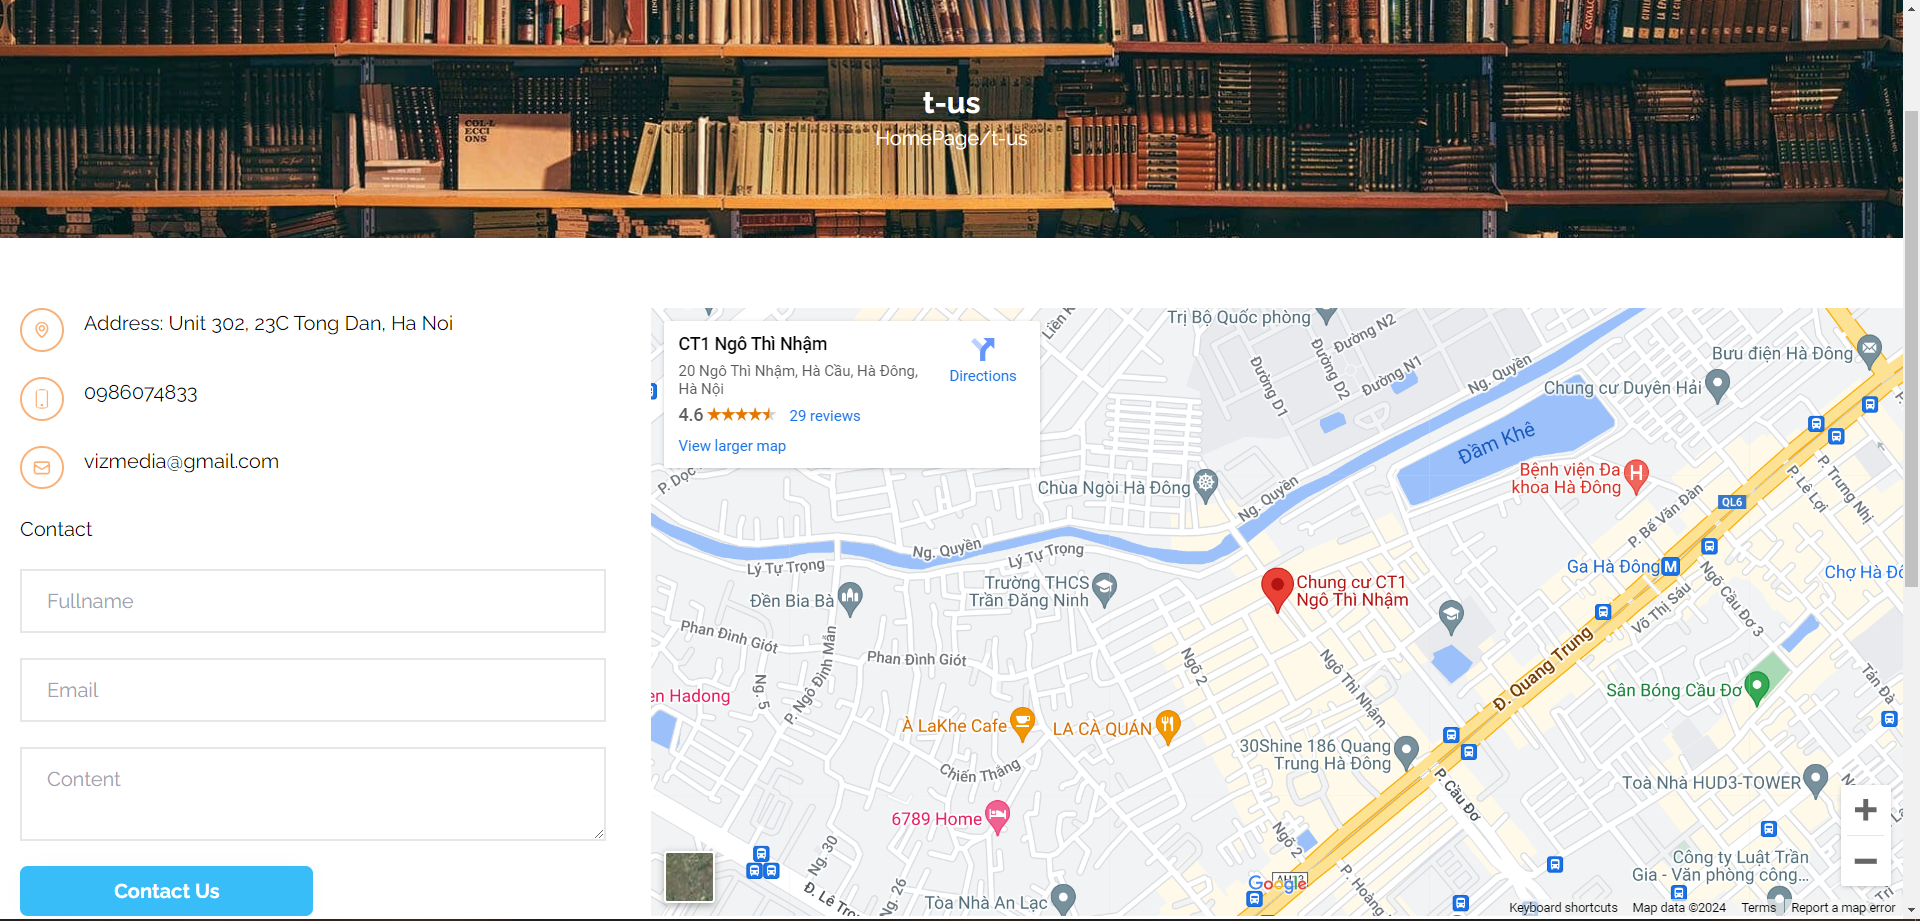 COL-L
ECCI
ONS
t-us
HomePage/t-us
Address: Unit 302, 23C Tong Dan, Ha Noi
0986074833
vizmedia@gmail.com
Contact
Fullname
Email
Content
Contact Us
CT1 Ngô Thì Nhậm
20 Ngô Thì Nhậm, Hà Cầu, Hà Đông,
Hà Nội
Directions
4.6
29 reviews
View larger map
Trị Bộ Quốc phòng
Đường N2
Đường D1
Đường D2
Đường N1
Ng. Quyền
Bưu điện Hà Đông
Chung cư Duyên Hải
Đầm Khê
Bệnh viện Đa
khoa Hà Đông
H
P. Trưng Nhị
P. Lê Lợi
P. Bế Văn Đàn
QL6
Chùa Ngòi Hà Đông
Ng. Quyền
Ng. Quyền
Lý Tự Trọng
Lý Tự Trọng
Trường THCS
Trần Đăng Ninh
Đền Bia Bà
Chung cư CT1
Ngô Thì Nhậm
Ga Hà Đông
M
Ngõ Cầu Đơ 3
Võ Thị Sáu
Phan Đình Giót
Phan Đình Giót
P. Ngô Đình Mẫn
Ng. 5
en Hadong
Ngõ 2
Ngô Thì Nhậm
Đ. Quang Trung
Sân Bóng Cầu Đơ
Tản Đà
À LaKhe Cafe
LA CÀ QUÁN
30Shine 186 Quang
Trung Hà Đông
Chiến Thắng
P. Cầu Đơ
Toà Nhà HUD3-TOWER
6789 Home
Ng. 30
Ngõ 2
Ng. 26
Tòa Nhà An Lạc
Công ty Luật Trần
Gia - Văn phòng công...
AH13
Google
P. Hoàng
Keyboard shortcuts
Map data ©2024
Terms
Report a map error